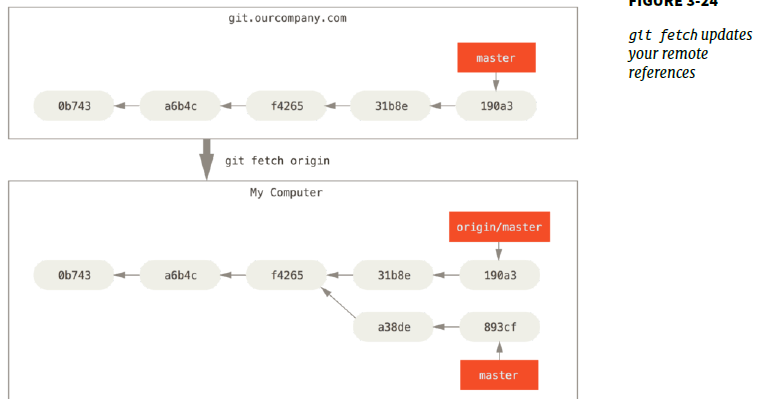 FIGURE 3-24
git fetch updates
your remote
references
git.ourcompany.com
master
0b743 a6b4c f4265 31b8e 190a3
git fetch origin
My Computer
origin/master
0b743 a6b4c f4265 31b8e 190a3
a38de 893cf
master